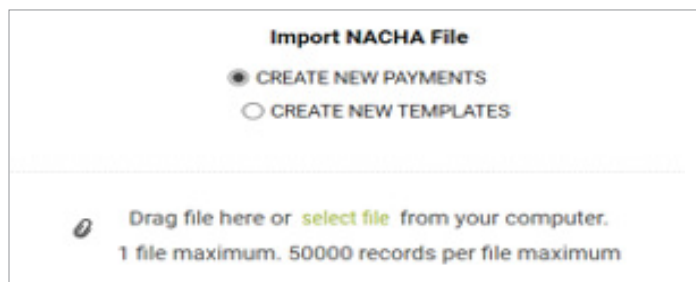 Import NACHA File
CREATE NEW PAYMENTS
CREATE NEW TEMPLATES
Drag file here or select file from your computer.
1 file maximum. 50000 records per file maximum